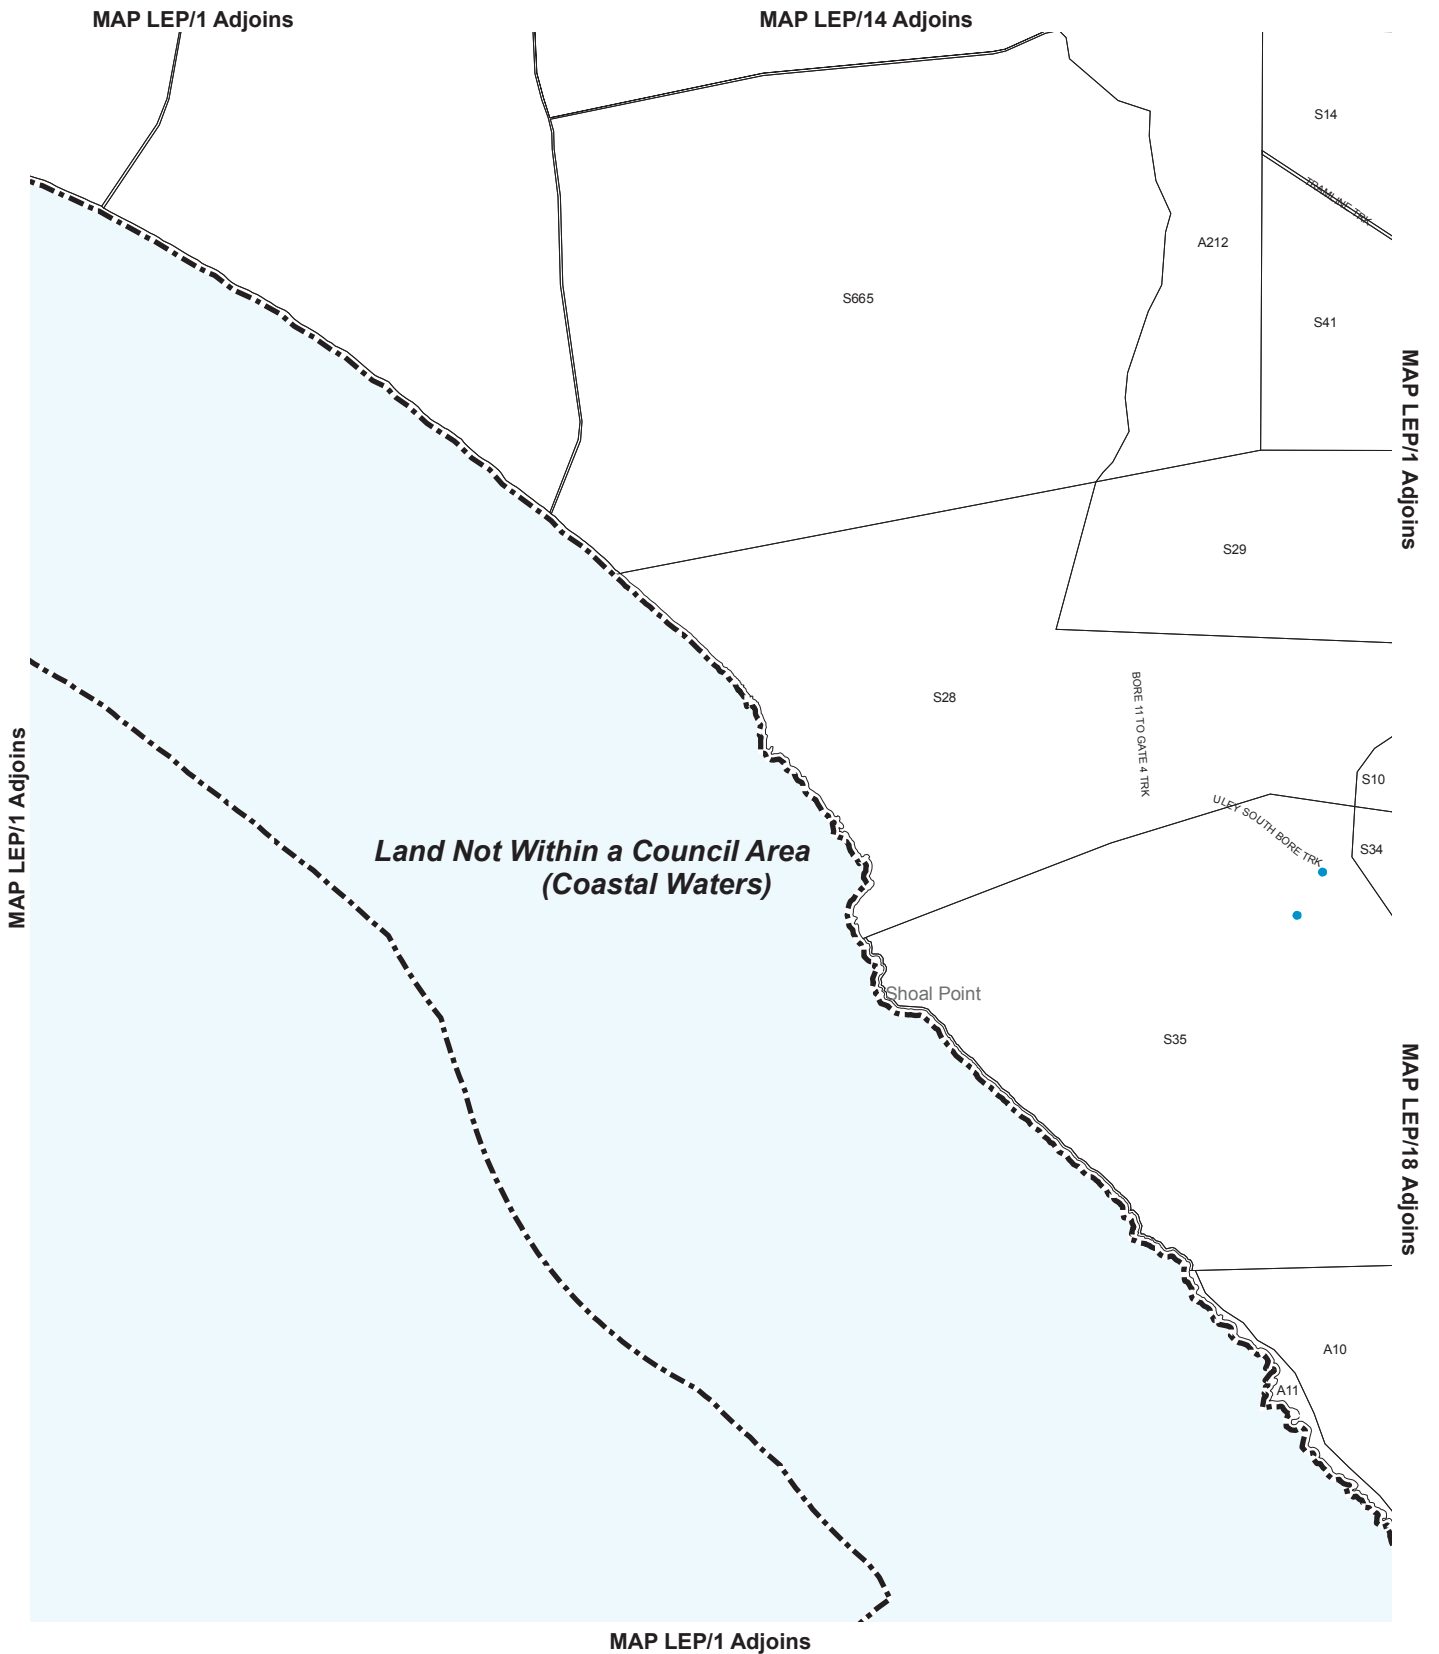 MAP LEP/1 Adjoins
MAP LEP/14 Adjoins
S14
TRAMLINE TRK
A212
S665
S41
MAP LEP/1 Adjoins
S29
S28
BORE 11 TO GATE 4 TRK
MAP LEP/1 Adjoins
S10
ULEY SOUTH BORE TRK
S34
Land Not Within a Council Area
(Coastal Waters)
Shoal Point
S35
MAP LEP/18 Adjoins
A10
A11
MAP LEP/1 Adjoins